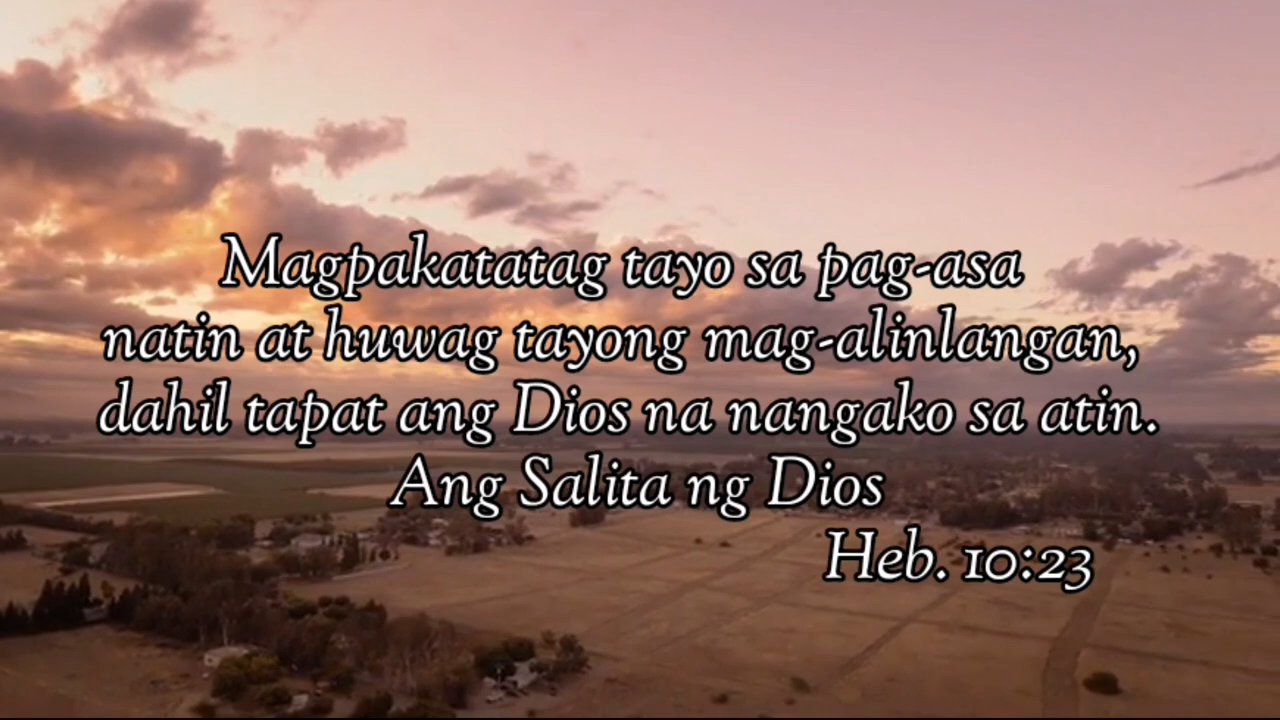 Magpakatatag tayo sa pag-asa
natin at huwag tayong mag-alinlangan,
dahil tapat ang Dios na nangako sa atin.
Ang Salita ng Dios
Heb. 10:23